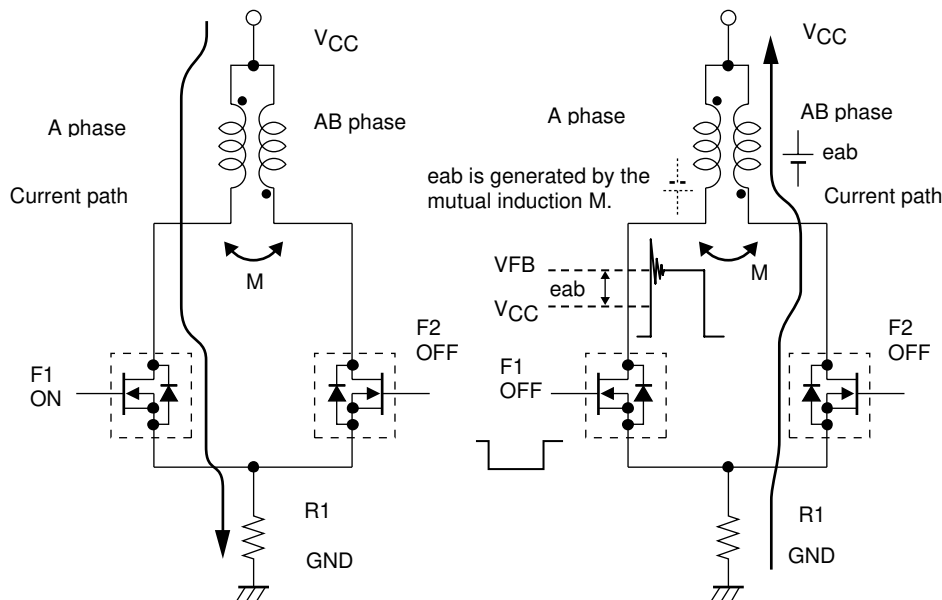 VCC
A phase
AB phase
Current path
M
F1
ON
F2
OFF
R1
GND
VCC
A phase
AB phase
eab
eab is generated by the
mutual induction M.
Current path
M
VFB
eab
VCC
F1
OFF
F2
OFF
R1
GND